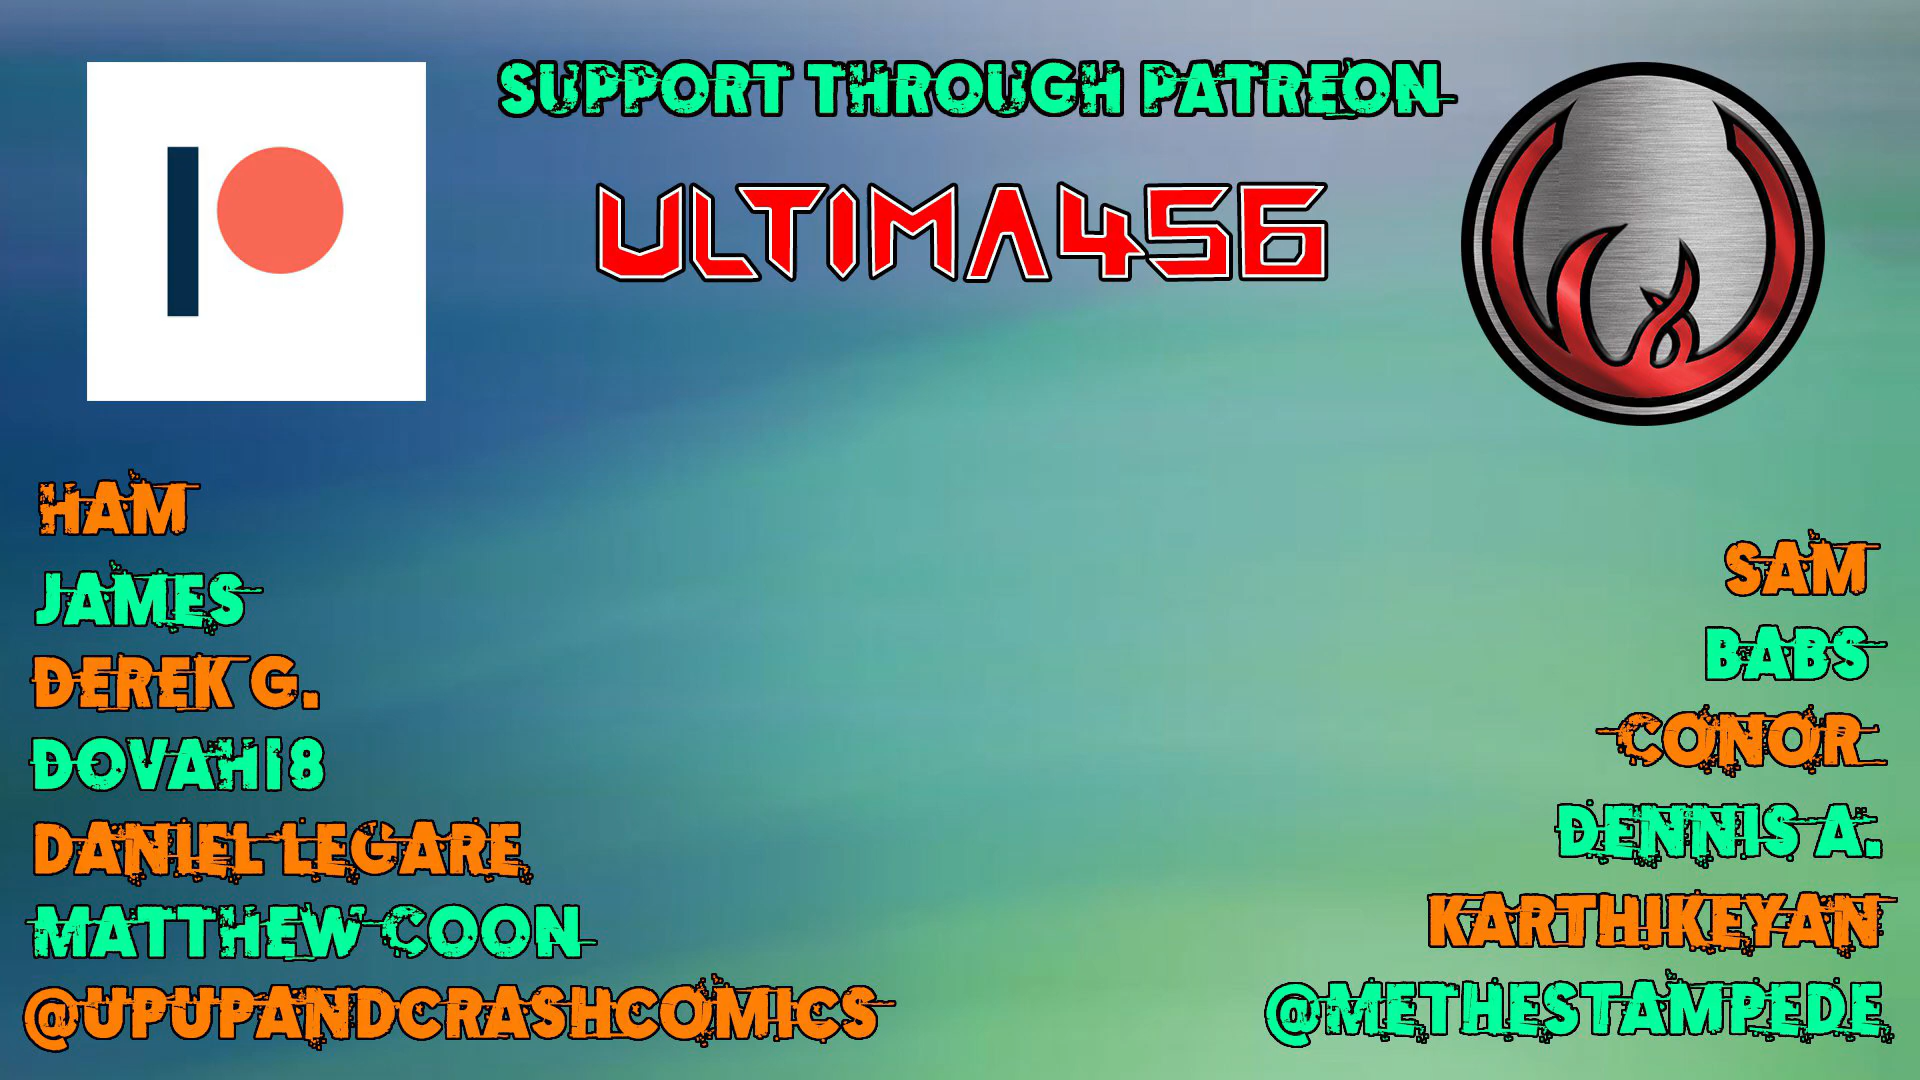 SUPPORT THROUGH PATREON
ULTIMA456
HAM
JAMES
DEREK G.
DOVAH18
DANIEL LEGARE
MATTHEW COON
@UPUPANDCRASHCOMICS
SAM
BABS
CONOR
DENNIS A.
KARTHIKEYAN
@METHESTAMPEDE